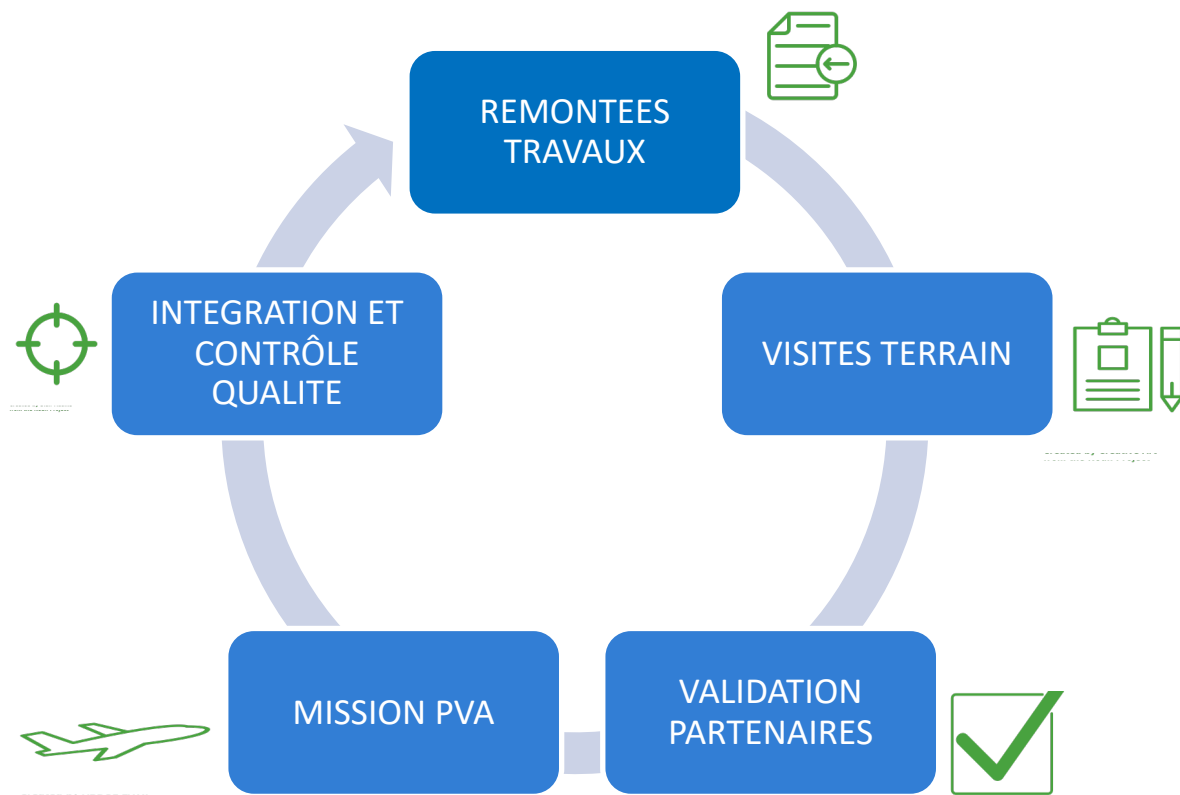 REMONTEES
TRAVAUX
VISITES TERRAIN
VALIDATION
PARTENAIRES
MISSION PVA
INTEGRATION ET
CONTRÔLE
QUALITE